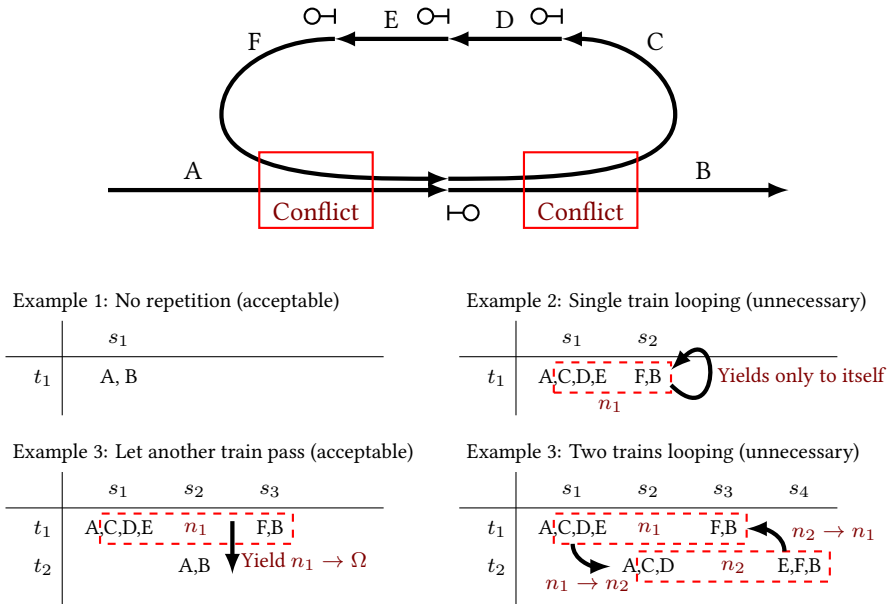 E D
F C
A B
Conflict Conflict
Example 1: No repetition (acceptable)
s₁
t₁ A, B
Example 2: Single train looping (unnecessary)
s₁ s₂
t₁ A,C,D,E F,B Yields only to itself
n₁
Example 3: Let another train pass (acceptable)
s₁ s₂ s₃
t₁ A,C,D,E n₁ F,B
t₂ A,B Yield n₁ → Ω
Example 3: Two trains looping (unnecessary)
s₁ s₂ s₃ s₄
t₁ A,C,D,E n₁ F,B n₂ → n₁
t₂ A,C,D n₂ E,F,B
n₁ → n₂